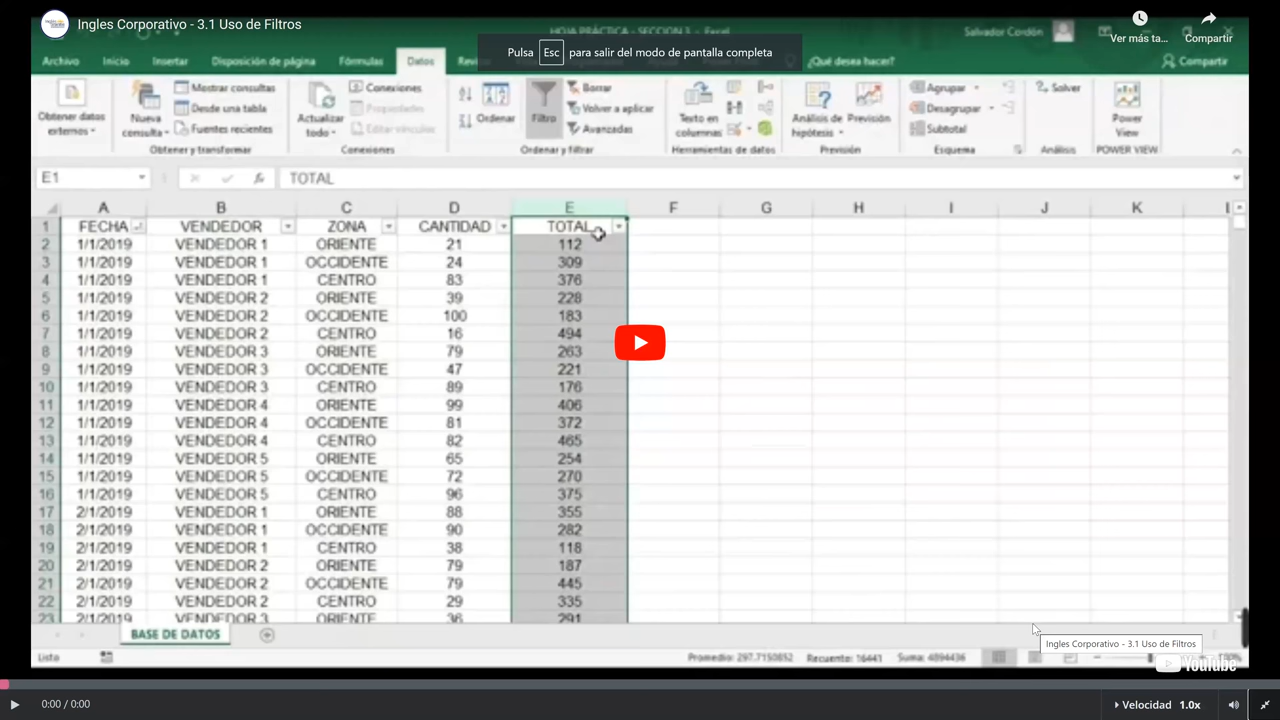 Ingles Corporativo - 3.1 Uso de Filtros
HOJA PRÁCTICA - SECCION 3 - Excel
Salvador Cordón
Ver más ta...
Compartir
Pulsa Esc para salir del modo de pantalla completa
Archivo Inicio Insertar Disposición de página Fórmulas Datos ¿Qué desea hacer? Compartir
Obtener datos externos
Nueva consulta
Mostrar consultas
Desde una tabla
Fuentes recientes
Obtener y transformar
Actualizar todo
Conexiones
Propiedades
Editar vínculos
Conexiones
Ordenar
Filtro
Borrar
Volver a aplicar
Avanzadas
Ordenar y filtrar
Texto en columnas
Herramientas de datos
Análisis de hipótesis
Previsión
Previsión
Agrupar
Desagrupar
Subtotal
Esquema
Solver
Análisis
Power View
POWER VIEW
E1 fx TOTAL
A B C D E F G H I J K
1 FECHA VENDEDOR ZONA CANTIDAD TOTAL
2 1/1/2019 VENDEDOR 1 ORIENTE 21 112
3 1/1/2019 VENDEDOR 1 OCCIDENTE 24 309
4 1/1/2019 VENDEDOR 1 CENTRO 83 376
5 1/1/2019 VENDEDOR 2 ORIENTE 39 228
6 1/1/2019 VENDEDOR 2 OCCIDENTE 100 183
7 1/1/2019 VENDEDOR 2 CENTRO 16 494
8 1/1/2019 VENDEDOR 3 ORIENTE 79 263
9 1/1/2019 VENDEDOR 3 OCCIDENTE 47 221
10 1/1/2019 VENDEDOR 3 CENTRO 89 176
11 1/1/2019 VENDEDOR 4 ORIENTE 99 406
12 1/1/2019 VENDEDOR 4 OCCIDENTE 81 372
13 1/1/2019 VENDEDOR 4 CENTRO 82 465
14 1/1/2019 VENDEDOR 5 ORIENTE 65 254
15 1/1/2019 VENDEDOR 5 OCCIDENTE 72 270
16 1/1/2019 VENDEDOR 5 CENTRO 96 375
17 2/1/2019 VENDEDOR 1 ORIENTE 88 355
18 2/1/2019 VENDEDOR 1 OCCIDENTE 90 282
19 2/1/2019 VENDEDOR 1 CENTRO 38 118
20 2/1/2019 VENDEDOR 2 ORIENTE 79 187
21 2/1/2019 VENDEDOR 2 OCCIDENTE 79 445
22 2/1/2019 VENDEDOR 2 CENTRO 29 335
23 2/1/2019 VENDEDOR 3 ORIENTE 36 291
BASE DE DATOS
Ingles Corporativo - 3.1 Uso de Filtros
Listo Promedio: 297.7150852 Recuento: 16441 Suma: 4894436
YouTube
0:00 / 0:00 Velocidad 1.0x